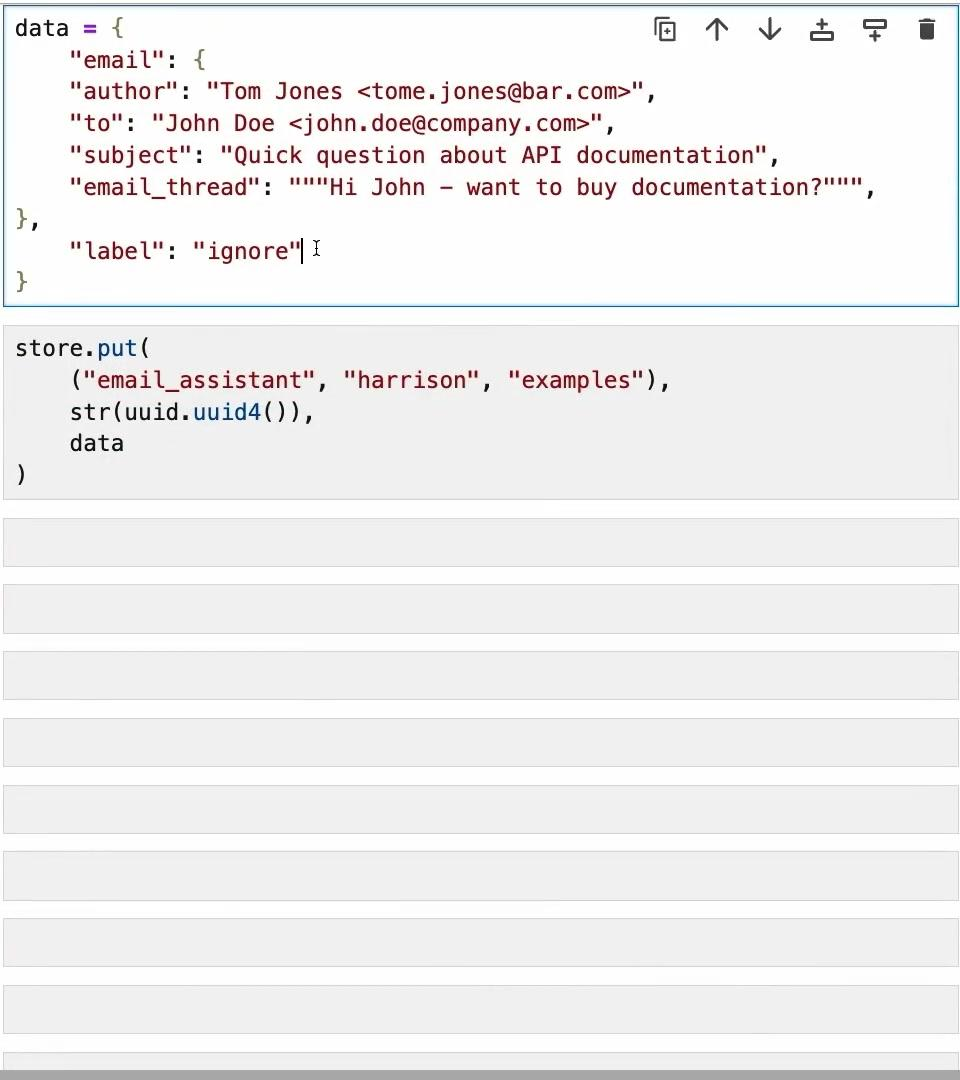 data = {
    "email": {
    "author": "Tom Jones <tome.jones@bar.com>",
    "to": "John Doe <john.doe@company.com>",
    "subject": "Quick question about API documentation",
    "email_thread": """Hi John – want to buy documentation?""",
},
    "label": "ignore"
}
store.put(
    ("email_assistant", "harrison", "examples"),
    str(uuid.uuid4()),
    data
)